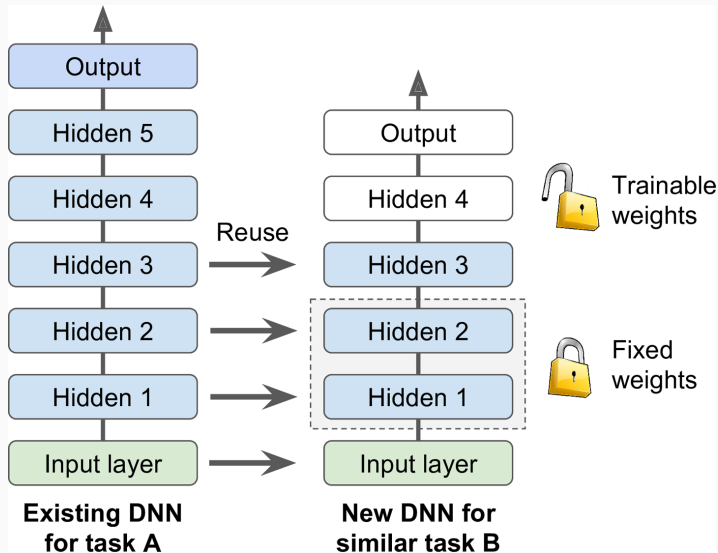 Output
Hidden 5
Hidden 4
Hidden 3
Hidden 2
Hidden 1
Input layer
Existing DNN
for task A
Reuse
Output
Hidden 4
Hidden 3
Hidden 2
Hidden 1
Input layer
New DNN for
similar task B
Trainable
weights
Fixed
weights